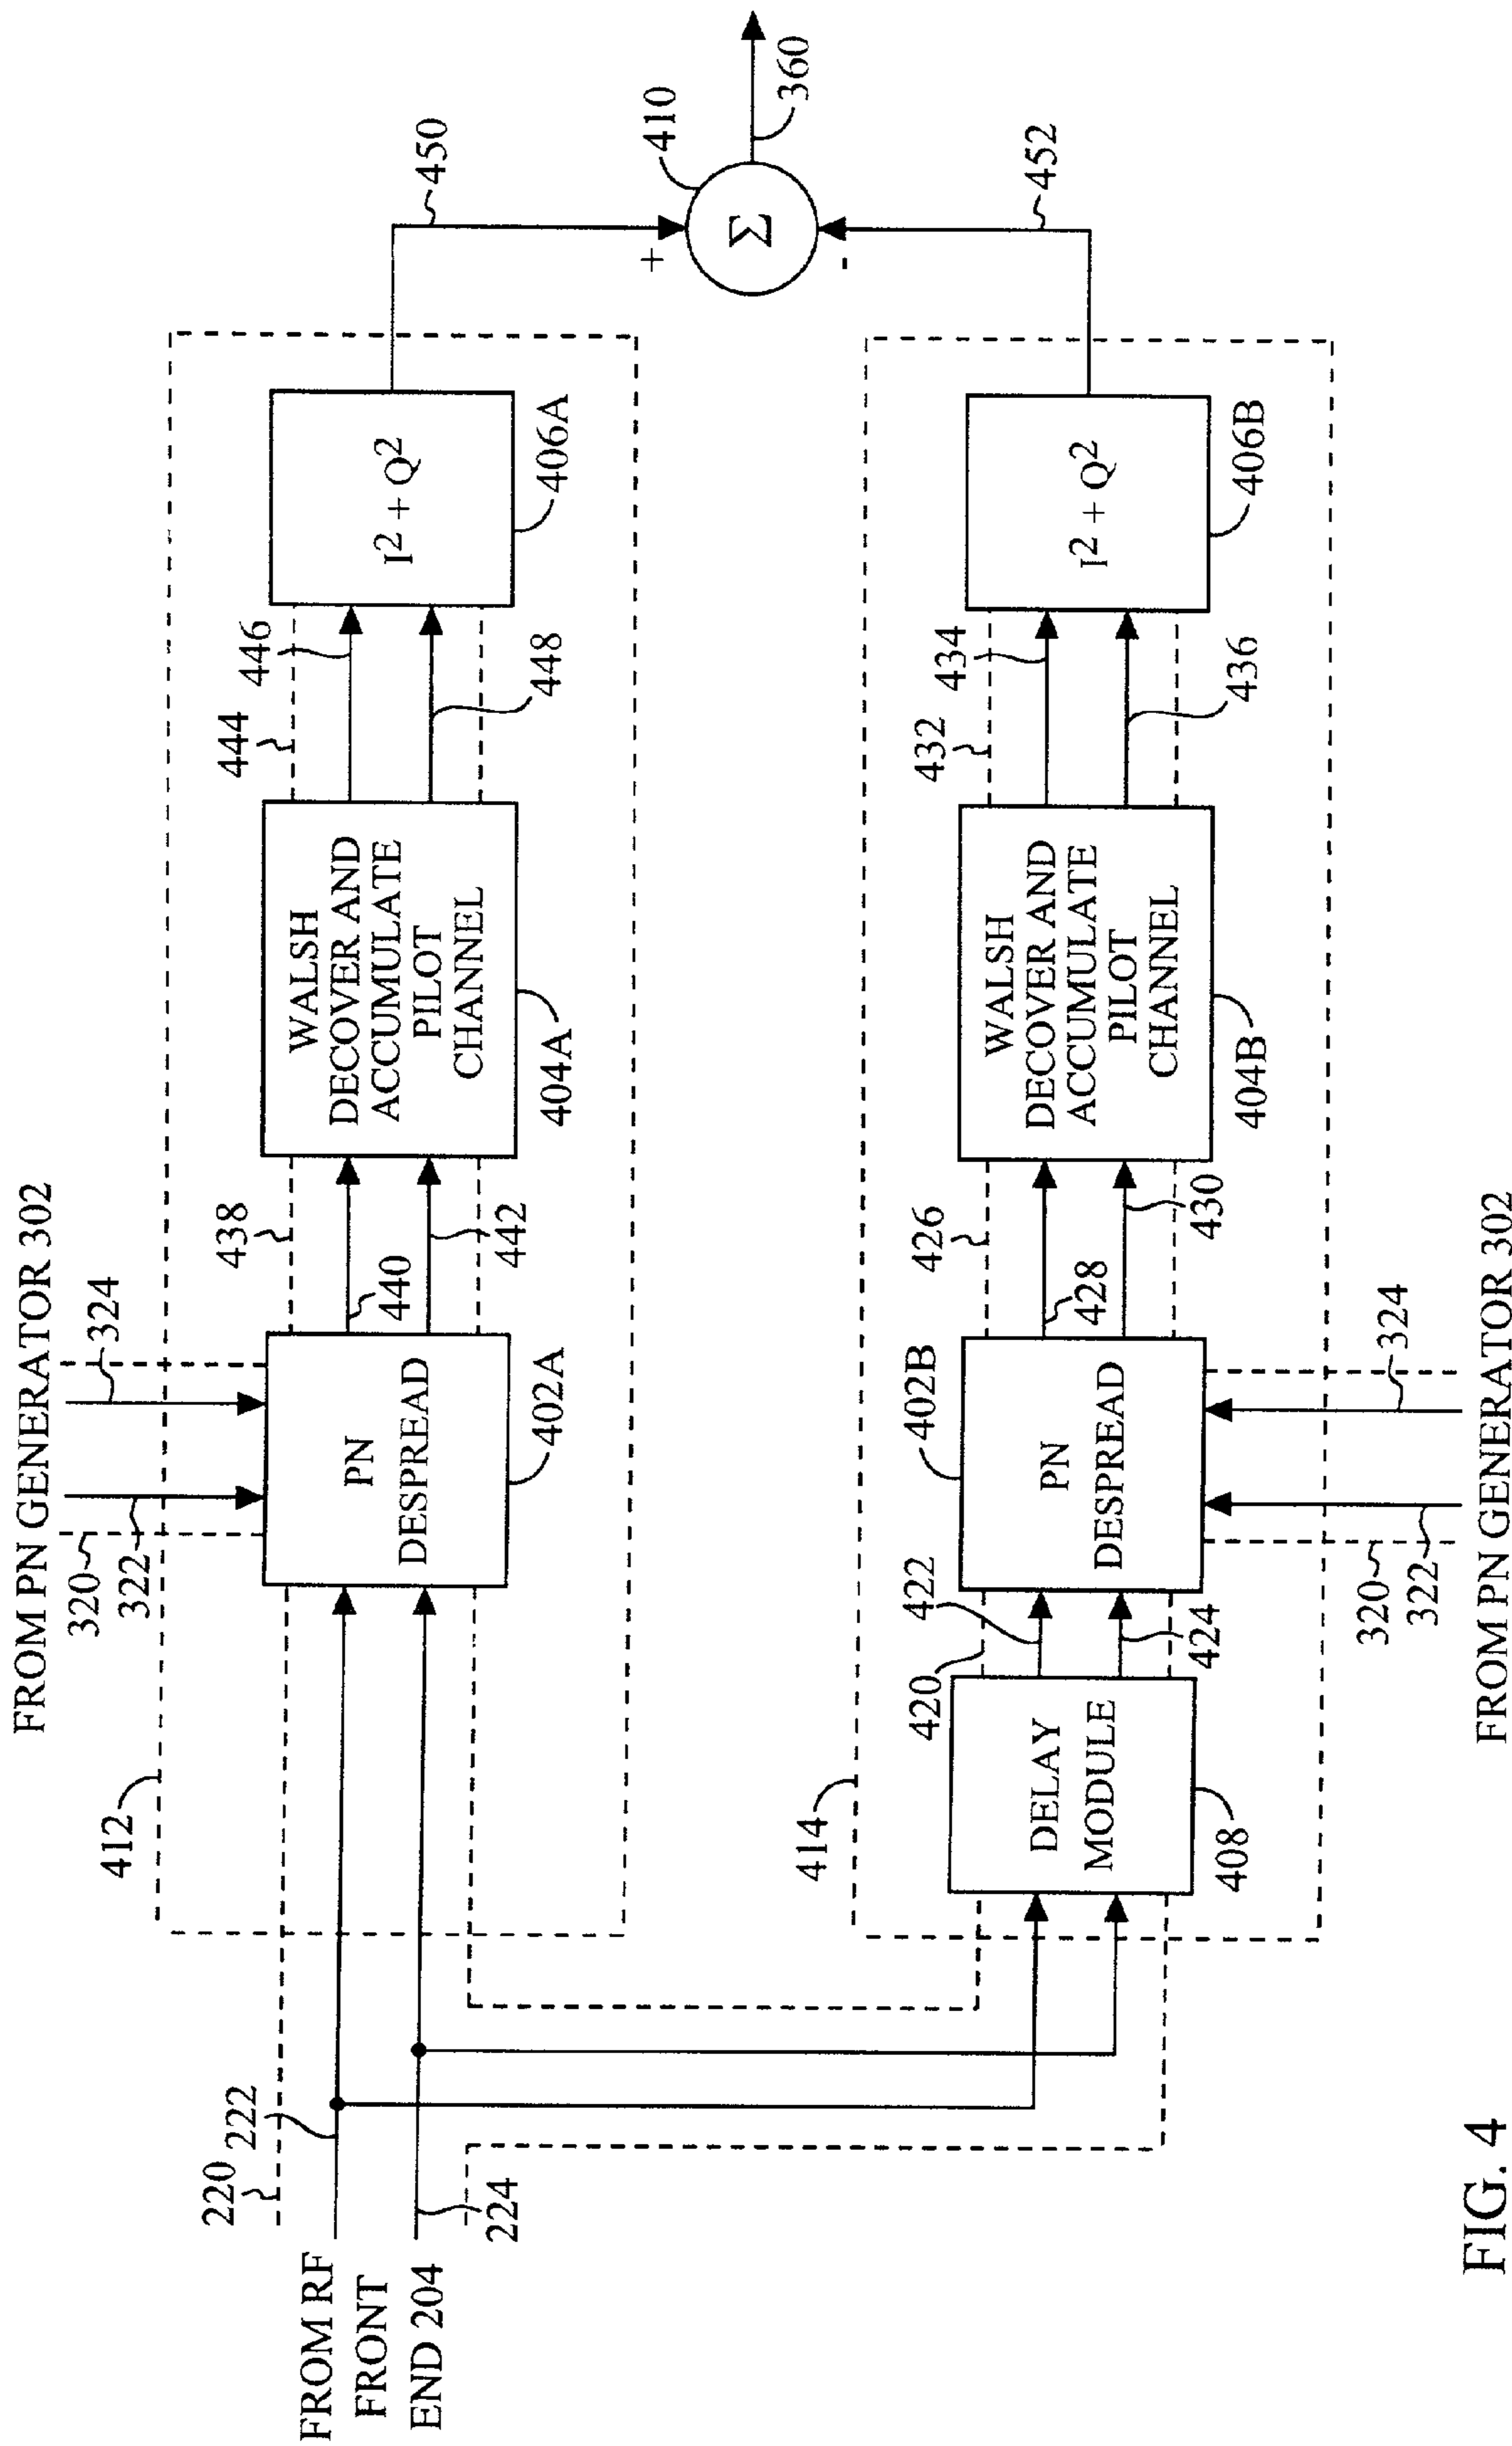 FROM PN GENERATOR 302
320
322
324
412
450
PN
DESPREAD
402A
438
440
442
WALSH
DECOVER AND
ACCUMULATE
PILOT
CHANNEL
404A
444
446
448
I² + Q²
406A
220
222
FROM RF
FRONT
END 204
224
+
410
Σ
-
360
452
414
DELAY
MODULE
408
420
422
424
PN
DESPREAD
402B
426
428
430
WALSH
DECOVER AND
ACCUMULATE
PILOT
CHANNEL
404B
432
434
436
I² + Q²
406B
320
322
324
FROM PN GENERATOR 302
FIG. 4